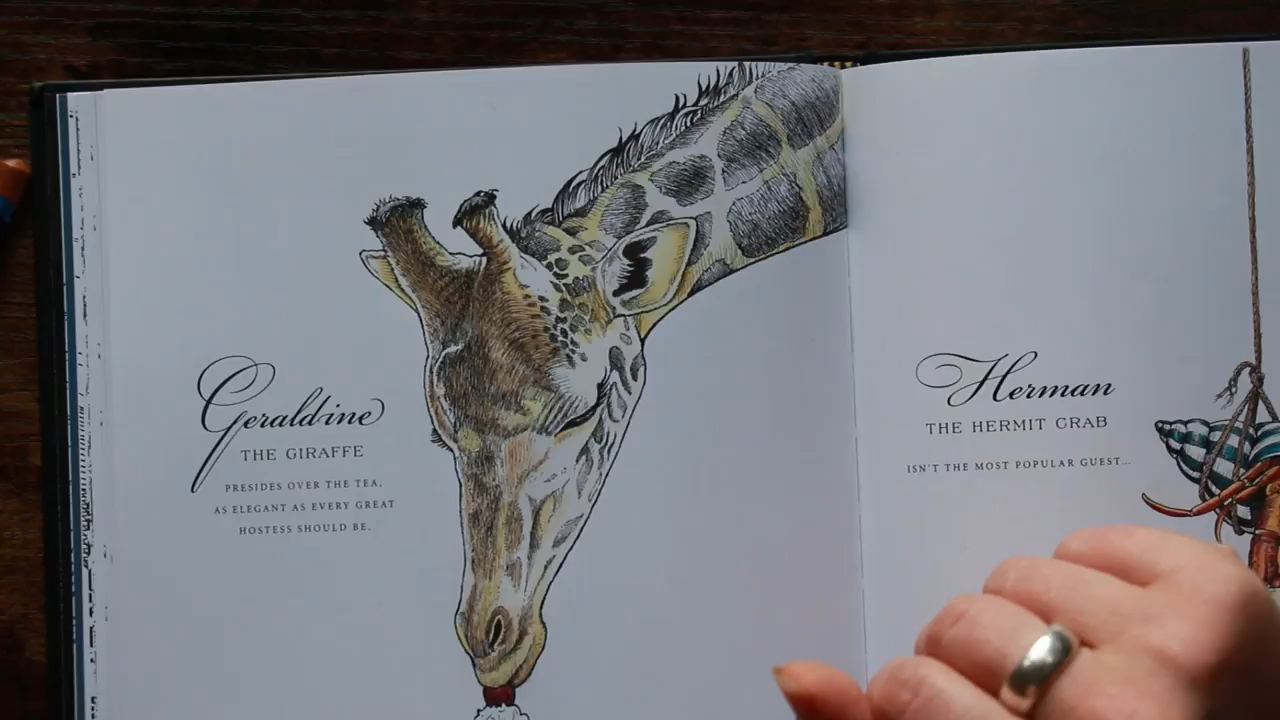 Geraldine
THE GIRAFFE
PRESIDES OVER THE TEA,
AS ELEGANT AS EVERY GREAT
HOSTESS SHOULD BE.
Herman
THE HERMIT CRAB
ISN'T THE MOST POPULAR GUEST...